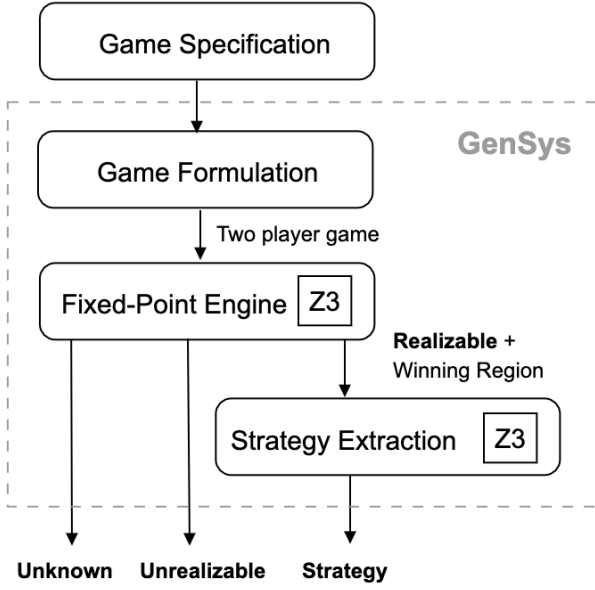 Game Specification
GenSys
Game Formulation
Two player game
Fixed-Point Engine Z3
Realizable +
Winning Region
Strategy Extraction Z3
Unknown Unrealizable Strategy